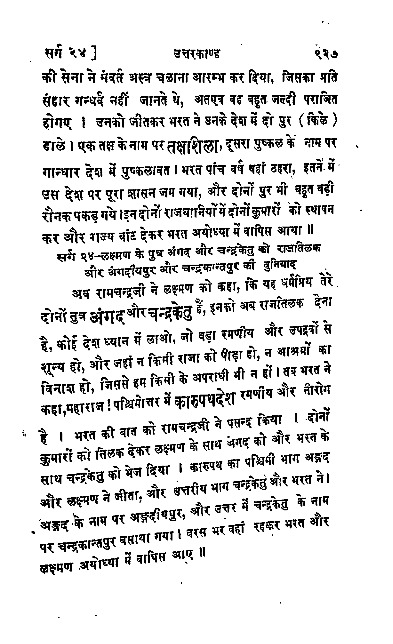 सर्ग २४ ] उत्तरकाण्ड ९२७
की सेना ने संवर्त अस्त्र चलाना आरम्भ कर दिया, जिसका प्रति
संहार गन्धर्व नहीं जानते थे, अतएव वह बहुत जल्दी पराजित
होगए । उनको जीतकर भरत ने उनके देश में दो पुर (किले)
डाले । एक तक्ष के नाम पर तक्षशिला, दूसरा पुष्कल के नाम पर
गान्धार देश में पुष्कलावत । भरत पांच वर्ष वहां ठहरा, इतने में
उस देश पर पूरा शासन जम गया, और दोनों पुर भी बहुत बड़ी
रौनक पकड़ गये । इन दोनों राजधानियों में दोनों कुमारों को स्थापन
कर और राज्य बांट देकर भरत अयोध्या में वापिस आया ॥
सर्ग २४-लक्ष्मण के पुत्र अंगद और चन्द्रकेतु को राजतिलक
और अंगदीयपुर और चन्द्रकान्तपुर की बुनियाद
अब रामचन्द्रजी ने लक्ष्मण को कहा, कि यह धर्मप्रिय तेरे
दोनों पुत्र अंगद और चन्द्रकेतु हैं, इनको अब राजतिलक देना
है, कोई देश ध्यान में लाओ, जो बड़ा रमणीय और उपद्रवों से
शून्य हो, और जहां न किसी राजा को पीड़ा हो, न आश्रमों का
विनाश हो, जिससे हम किसी के अपराधी भी न हों । तब भरत ने
कहा, महाराज ! पश्चिमोत्तर में कारुपथदेश रमणीय और नीरोग
है । भरत की बात को रामचन्द्रजी ने पसन्द किया । दोनों
कुमारों को तिलक देकर लक्ष्मण के साथ अंगद को और भरत के
साथ चन्द्रकेतु को भेज दिया । कारुपथ का पश्चिमी भाग अङ्गद
और लक्ष्मण ने जीता, और उत्तरीय भाग चन्द्रकेतु और भरत ने।
अङ्गद के नाम पर अङ्गदीयपुर, और उत्तर में चन्द्रकेतु के नाम
पर चन्द्रकान्तपुर बसाया गया । बरस भर वहां रहकर भरत और
लक्ष्मण अयोध्या में वापिस आए ॥